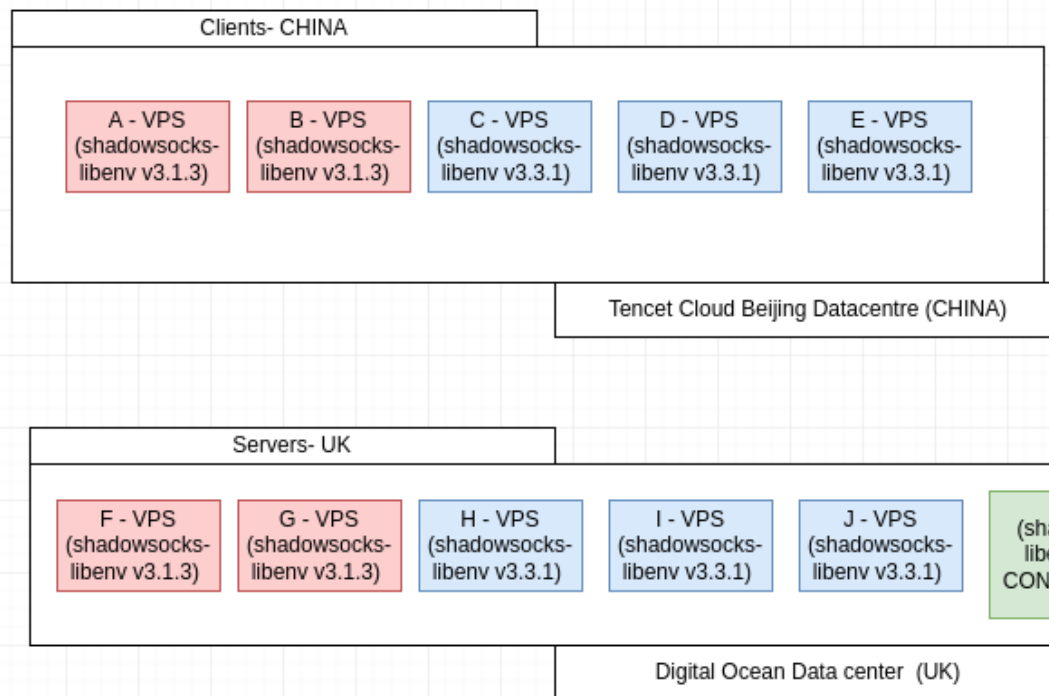 Clients- CHINA
A - VPS
(shadowsocks-
libenv v3.1.3)
B - VPS
(shadowsocks-
libenv v3.1.3)
C - VPS
(shadowsocks-
libenv v3.3.1)
D - VPS
(shadowsocks-
libenv v3.3.1)
E - VPS
(shadowsocks-
libenv v3.3.1)
Tencet Cloud Beijing Datacentre (CHINA)
Servers- UK
F - VPS
(shadowsocks-
libenv v3.1.3)
G - VPS
(shadowsocks-
libenv v3.1.3)
H - VPS
(shadowsocks-
libenv v3.3.1)
I - VPS
(shadowsocks-
libenv v3.3.1)
J - VPS
(shadowsocks-
libenv v3.3.1)
Digital Ocean Data center (UK)